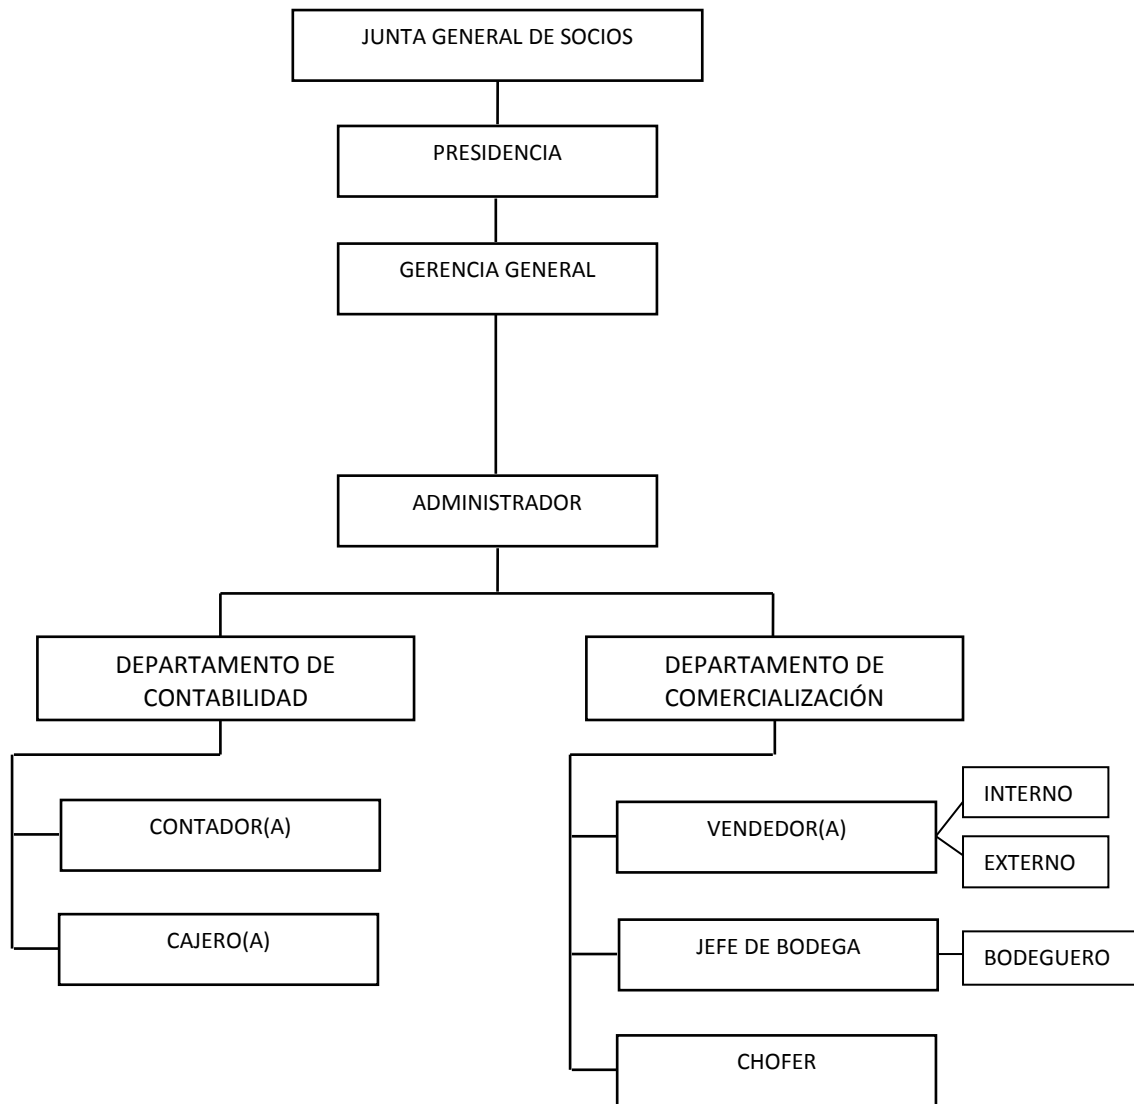 JUNTA GENERAL DE SOCIOS
PRESIDENCIA
GERENCIA GENERAL
ADMINISTRADOR
DEPARTAMENTO DE
CONTABILIDAD
CONTADOR(A)
CAJERO(A)
DEPARTAMENTO DE
COMERCIALIZACIÓN
VENDEDOR(A)
INTERNO
EXTERNO
JEFE DE BODEGA
BODEGUERO
CHOFER